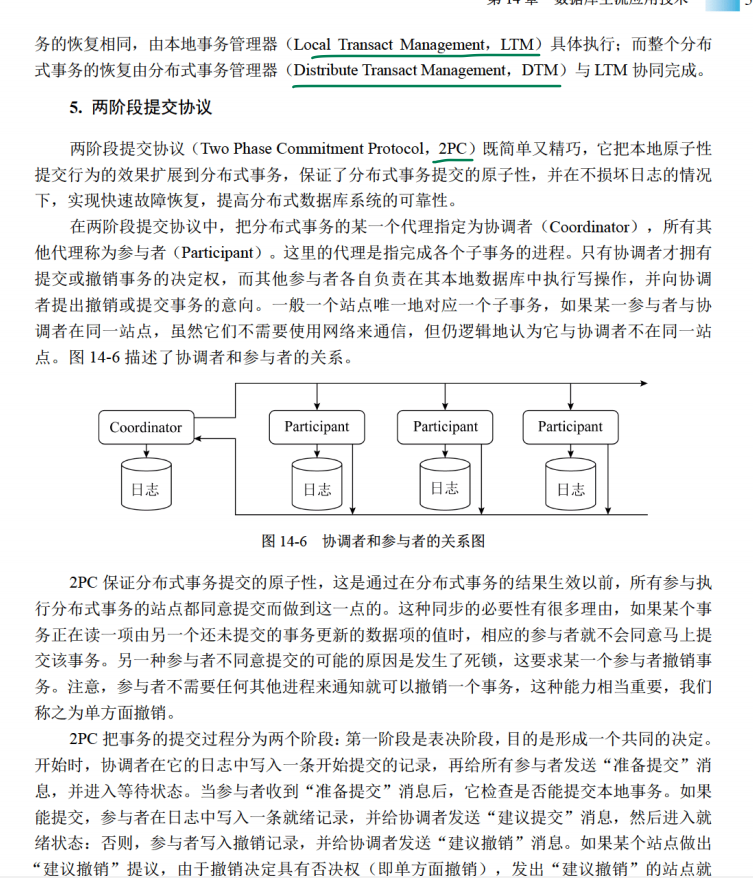 第 14 章 数据库主流应用技术
务的恢复相同，由本地事务管理器（Local Transact Management，LTM）具体执行；而整个分布
式事务的恢复由分布式事务管理器（Distribute Transact Management，DTM）与 LTM 协同完成。
5. 两阶段提交协议
两阶段提交协议（Two Phase Commitment Protocol，2PC）既简单又精巧，它把本地原子性
提交行为的效果扩展到分布式事务，保证了分布式事务提交的原子性，并在不损坏日志的情况
下，实现快速故障恢复，提高分布式数据库系统的可靠性。
在两阶段提交协议中，把分布式事务的某一个代理指定为协调者（Coordinator），所有其
他代理称为参与者（Participant）。这里的代理是指完成各个子事务的进程。只有协调者才拥有
提交或撤销事务的决定权，而其他参与者各自负责在其本地数据库中执行写操作，并向协调
者提出撤销或提交事务的意向。一般一个站点唯一地对应一个子事务，如果某一参与者与协
调者在同一站点，虽然它们不需要使用网络来通信，但仍逻辑地认为它与协调者不在同一站
点。图 14-6 描述了协调者和参与者的关系。
Coordinator Participant Participant Participant
日志 日志 日志 日志
图 14-6 协调者和参与者的关系图
2PC 保证分布式事务提交的原子性，这是通过在分布式事务的结果生效以前，所有参与执
行分布式事务的站点都同意提交而做到这一点的。这种同步的必要性有很多理由，如果某个事
务正在读一项由另一个还未提交的事务更新的数据项的值时，相应的参与者就不会同意马上提
交该事务。另一种参与者不同意提交的可能的原因是发生了死锁，这要求某一个参与者撤销事
务。注意，参与者不需要任何其他进程来通知就可以撤销一个事务，这种能力相当重要，我们
称之为单方面撤销。
2PC 把事务的提交过程分为两个阶段：第一阶段是表决阶段，目的是形成一个共同的决定。
开始时，协调者在它的日志中写入一条开始提交的记录，再给所有参与者发送“准备提交”消
息，并进入等待状态。当参与者收到“准备提交”消息后，它检查是否能提交本地事务。如果
能提交，参与者在日志中写入一条就绪记录，并给协调者发送“建议提交”消息，然后进入就
绪状态：否则，参与者写入撤销记录，并给协调者发送“建议撤销”消息。如果某个站点做出
“建议撤销”提议，由于撤销决定具有否决权（即单方面撤销），发出“建议撤销”的站点就